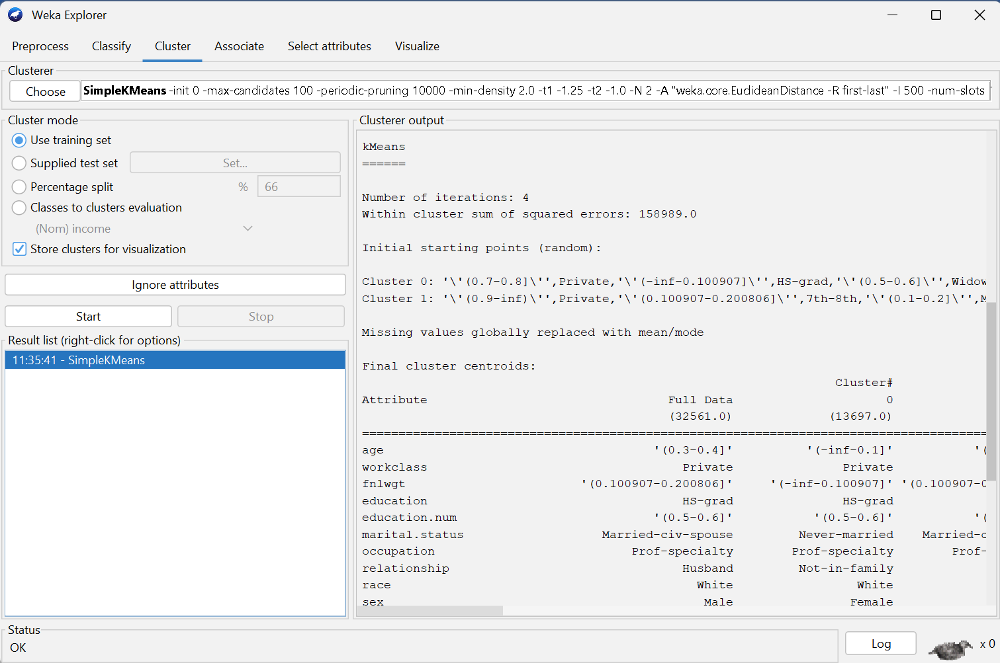 Weka Explorer
Preprocess Classify Cluster Associate Select attributes Visualize
Clusterer
Choose SimpleKMeans -init 0 -max-candidates 100 -periodic-pruning 10000 -min-density 2.0 -t1 -1.25 -t2 -1.0 -N 2 -A "weka.core.EuclideanDistance -R first-last" -I 500 -num-slots
Cluster mode
Use training set
Supplied test set Set...
Percentage split % 66
Classes to clusters evaluation
(Nom) income
Store clusters for visualization
Ignore attributes
Start Stop
Result list (right-click for options)
11:35:41 - SimpleKMeans
Clusterer output
kMeans
======
Number of iterations: 4
Within cluster sum of squared errors: 158989.0
Initial starting points (random):
Cluster 0: '\'(0.7-0.8]\'',Private,'\'(-inf-0.100907]\'',HS-grad,'\'(0.5-0.6]\'',Widow
Cluster 1: '\'(0.9-inf)\'',Private,'\'(0.100907-0.200806]\'',7th-8th,'\'(0.1-0.2]\'',M
Missing values globally replaced with mean/mode
Final cluster centroids:
Cluster#
Attribute Full Data 0
(32561.0) (13697.0)
======================================================================================
age '(0.3-0.4]' '(-inf-0.1]' '(
workclass Private Private
fnlwgt '(0.100907-0.200806]' '(-inf-0.100907]' '(0.100907-0
education HS-grad HS-grad
education.num '(0.5-0.6]' '(0.5-0.6]' '(
marital.status Married-civ-spouse Never-married Married-c
occupation Prof-specialty Prof-specialty Prof-
relationship Husband Not-in-family
race White White
sex Male Female
Status
OK
Log x 0